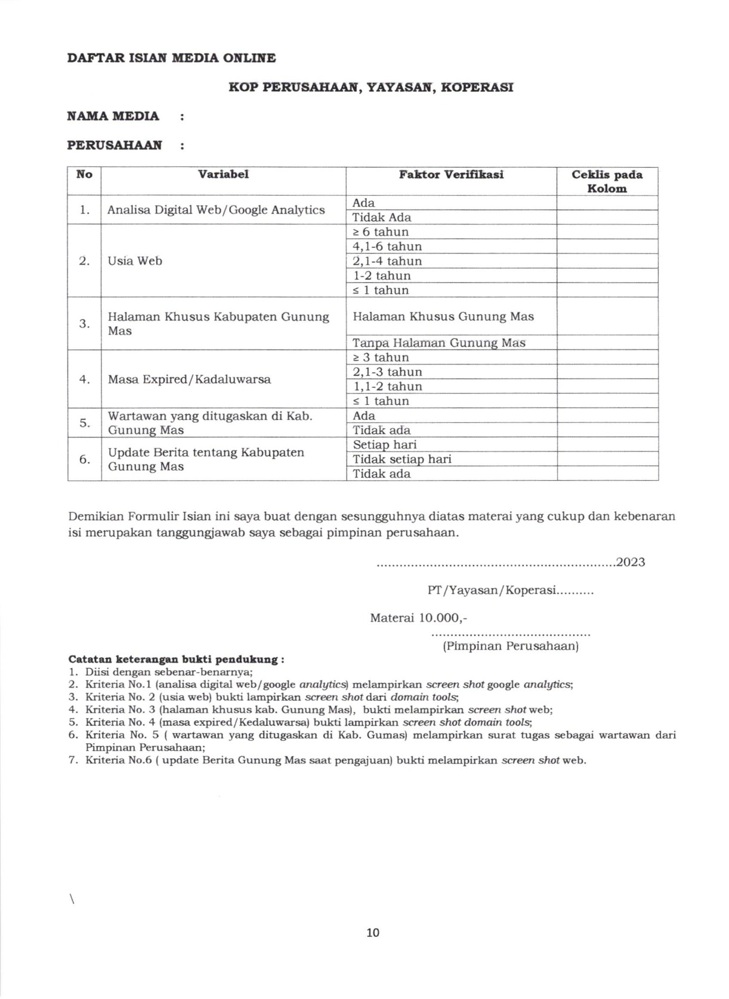 DAFTAR ISIAN MEDIA ONLINE
KOP PERUSAHAAN, YAYASAN, KOPERASI
NAMA MEDIA :
PERUSAHAAN :
No Variabel Faktor Verifikasi Ceklis pada Kolom
1. Analisa Digital Web/Google Analytics
Ada
Tidak Ada
2. Usia Web
≥ 6 tahun
4,1-6 tahun
2,1-4 tahun
1-2 tahun
≤ 1 tahun
3. Halaman Khusus Kabupaten Gunung
Mas
Halaman Khusus Gunung Mas
Tanpa Halaman Gunung Mas
4. Masa Expired/Kadaluwarsa
≥ 3 tahun
2,1-3 tahun
1,1-2 tahun
≤ 1 tahun
5. Wartawan yang ditugaskan di Kab.
Gunung Mas
Ada
Tidak ada
6. Update Berita tentang Kabupaten
Gunung Mas
Setiap hari
Tidak setiap hari
Tidak ada
Demikian Formulir Isian ini saya buat dengan sesungguhnya diatas materai yang cukup dan kebenaran
isi merupakan tanggungjawab saya sebagai pimpinan perusahaan.
...............................................................2023
PT/Yayasan/Koperasi..........
Materai 10.000,-
..........................................
(Pimpinan Perusahaan)
Catatan keterangan bukti pendukung :
1. Diisi dengan sebenar-benarnya;
2. Kriteria No.1 (analisa digital web/google analytics) melampirkan screen shot google analytics;
3. Kriteria No. 2 (usia web) bukti lampirkan screen shot dari domain tools;
4. Kriteria No. 3 (halaman khusus kab. Gunung Mas), bukti melampirkan screen shot web;
5. Kriteria No. 4 (masa expired/Kedaluwarsa) bukti lampirkan screen shot domain tools;
6. Kriteria No. 5 ( wartawan yang ditugaskan di Kab. Gumas) melampirkan surat tugas sebagai wartawan dari
Pimpinan Perusahaan;
7. Kriteria No.6 ( update Berita Gunung Mas saat pengajuan) bukti melampirkan screen shot web.
\
10